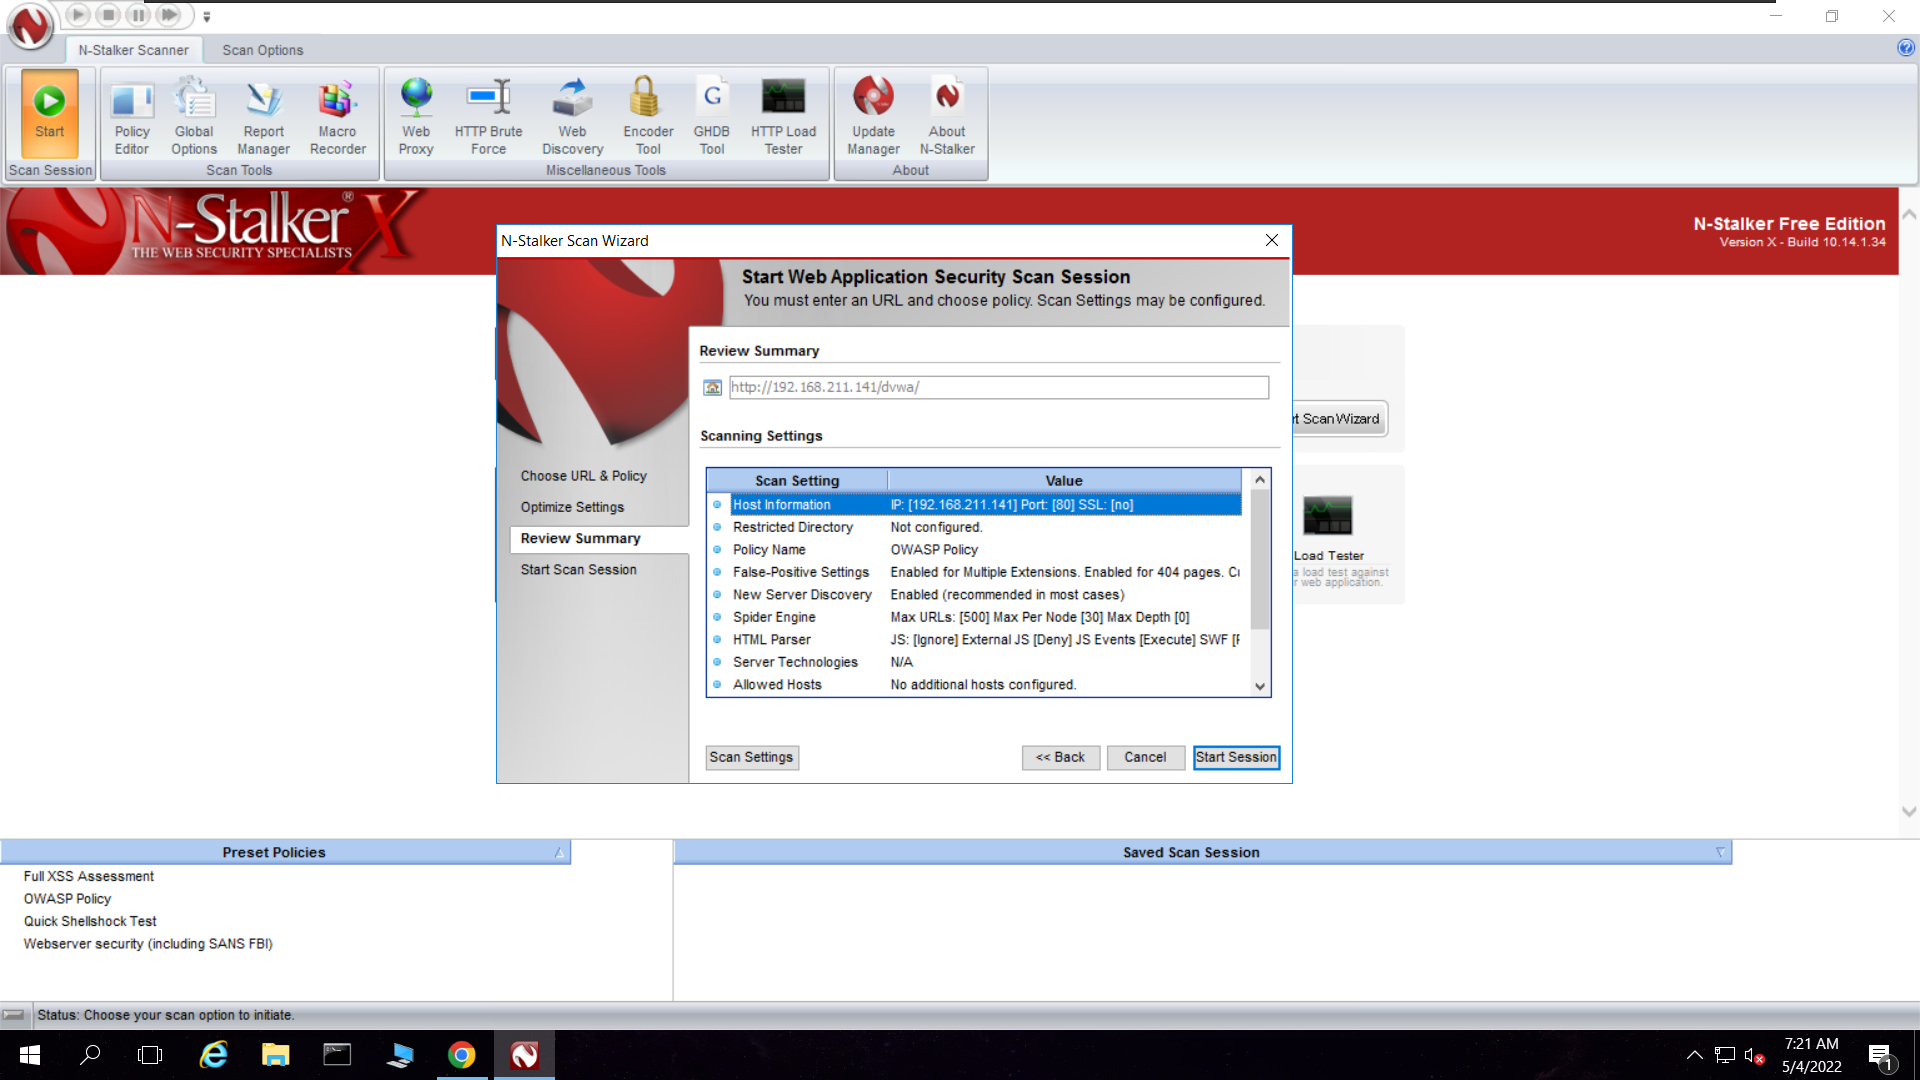 N-Stalker Scanner
Scan Options
Start
Scan Session
Policy
Editor
Global
Options
Report
Manager
Macro
Recorder
Scan Tools
Web
Proxy
HTTP Brute
Force
Web
Discovery
Encoder
Tool
G
GHDB
Tool
HTTP Load
Tester
Miscellaneous Tools
Update
Manager
About
N-Stalker
About
N-Stalker® X
THE WEB SECURITY SPECIALISTS
N-Stalker Free Edition
Version X - Build 10.14.1.34
N-Stalker Scan Wizard
Start Web Application Security Scan Session
You must enter an URL and choose policy. Scan Settings may be configured.
Choose URL & Policy
Optimize Settings
Review Summary
Start Scan Session
Review Summary
http://192.168.211.141/dvwa/
Scanning Settings
Scan Setting Value
Host Information IP: [192.168.211.141] Port: [80] SSL: [no]
Restricted Directory Not configured.
Policy Name OWASP Policy
False-Positive Settings Enabled for Multiple Extensions. Enabled for 404 pages. Cu
New Server Discovery Enabled (recommended in most cases)
Spider Engine Max URLs: [500] Max Per Node [30] Max Depth [0]
HTML Parser JS: [Ignore] External JS [Deny] JS Events [Execute] SWF [F
Server Technologies N/A
Allowed Hosts No additional hosts configured.
Scan Settings
<< Back
Cancel
Start Session
t Scan Wizard
Load Tester
a load test against
r web application.
Preset Policies
Full XSS Assessment
OWASP Policy
Quick Shellshock Test
Webserver security (including SANS FBI)
Saved Scan Session
Status: Choose your scan option to initiate.
7:21 AM
5/4/2022
1